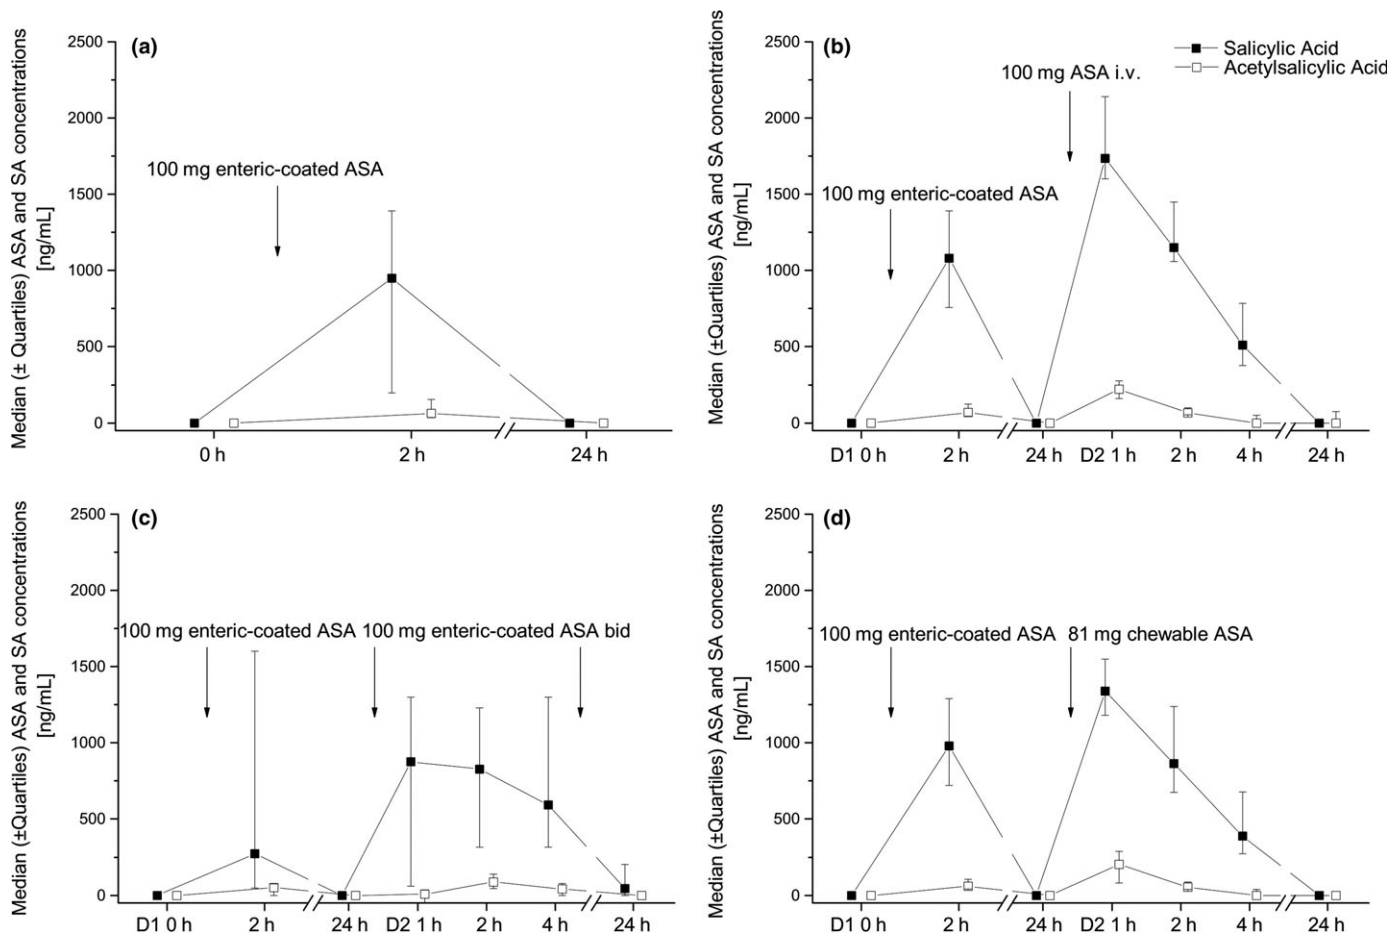 Median (± Quartiles) ASA and SA concentrations
[ng/mL]
2500
2000
1500
1000
500
0
(a)
100 mg enteric-coated ASA
0 h
2 h
24 h
Median (±Quartiles) ASA and SA concentrations
[ng/mL]
2500
2000
1500
1000
500
0
(b)
Salicylic Acid
Acetylsalicylic Acid
100 mg ASA i.v.
100 mg enteric-coated ASA
D1 0 h
2 h
24 h
D2 1 h
2 h
4 h
24 h
Median (±Quartiles) ASA and SA concentrations
[ng/mL]
2500
2000
1500
1000
500
0
(c)
100 mg enteric-coated ASA
100 mg enteric-coated ASA bid
D1 0 h
2 h
24 h
D2 1 h
2 h
4 h
24 h
Median (±Quartiles) ASA and SA concentrations
[ng/mL]
2500
2000
1500
1000
500
0
(d)
100 mg enteric-coated ASA
81 mg chewable ASA
D1 0 h
2 h
24 h
D2 1 h
2 h
4 h
24 h